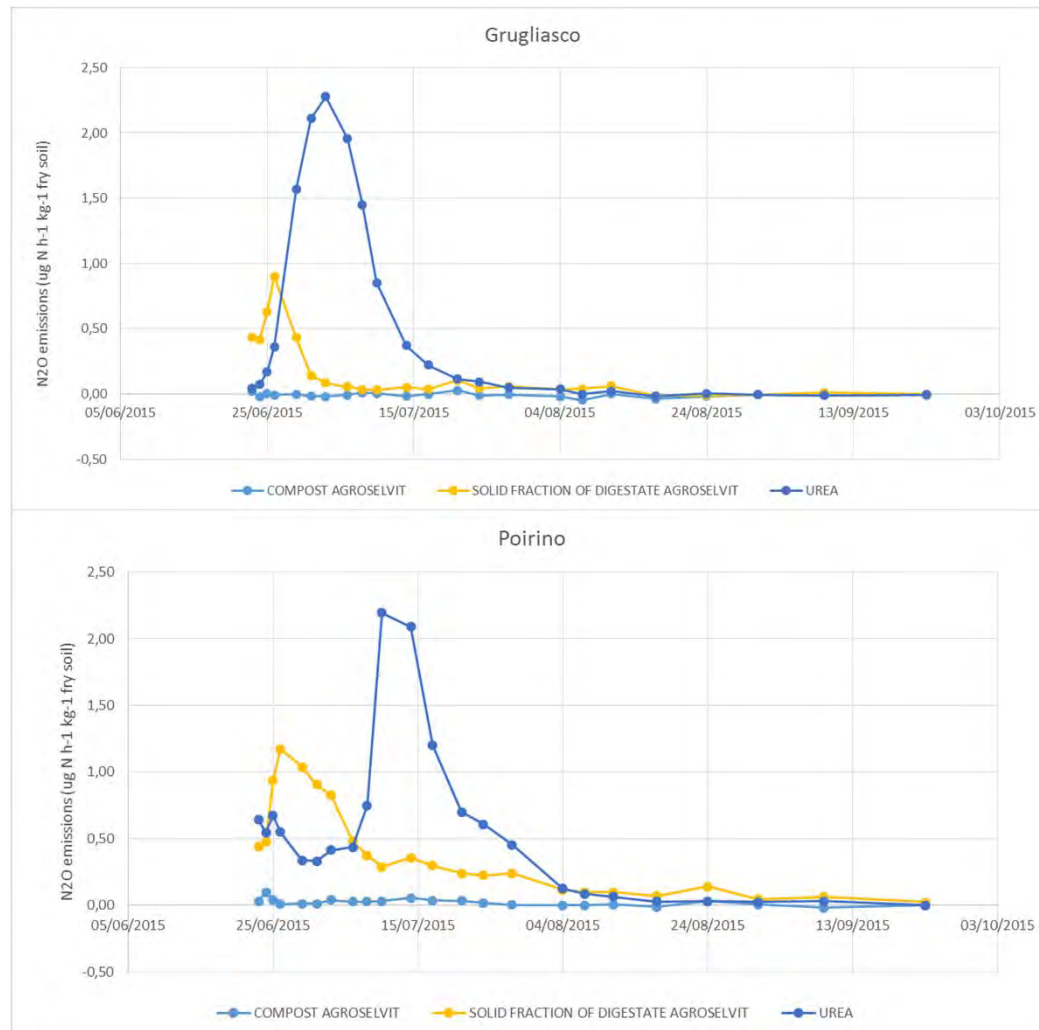 Grugliasco
N2O emissions (ug N h-1 kg-1 fry soil)
2,50
2,00
1,50
1,00
0,50
0,00
-0,50
05/06/2015 25/06/2015 15/07/2015 04/08/2015 24/08/2015 13/09/2015 03/10/2015
COMPOST AGROSELVIT SOLID FRACTION OF DIGESTATE AGROSELVIT UREA
Poirino
N2O emissions (ug N h-1 kg-1 fry soil)
2,50
2,00
1,50
1,00
0,50
0,00
-0,50
05/06/2015 25/06/2015 15/07/2015 04/08/2015 24/08/2015 13/09/2015 03/10/2015
COMPOST AGROSELVIT SOLID FRACTION OF DIGESTATE AGROSELVIT UREA